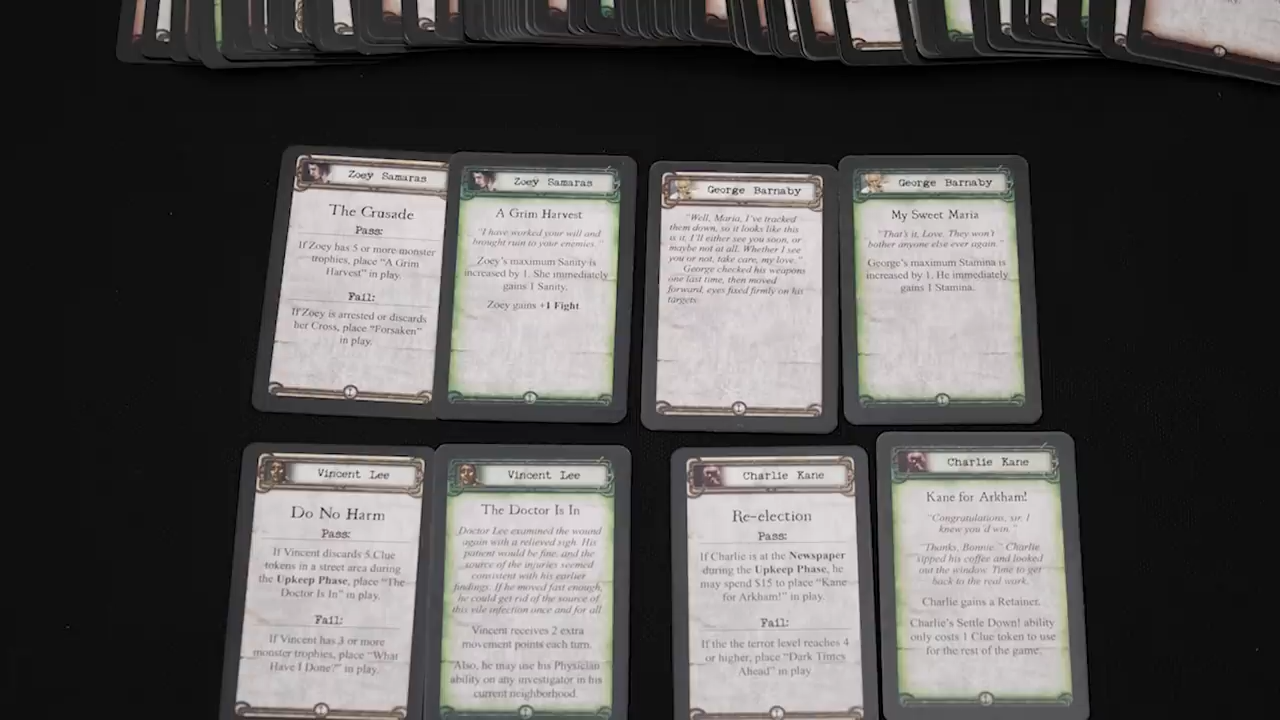 Zoey Samaras
The Crusade
Pass:
If Zoey has 5 or more monster
trophies, place "A Grim
Harvest" in play.
Fail:
If Zoey is arrested or discards
her Cross, place "Forsaken"
in play.
Zoey Samaras
A Grim Harvest
"I have worked your will and
brought ruin to your enemies."
Zoey's maximum Sanity is
increased by 1. She immediately
gains 1 Sanity.
Zoey gains +1 Fight
George Barnaby
"Well, Maria, I've tracked
them down, so it looks like this
is it. I'll either see you soon, or
maybe not at all. Whether I see
you or not, take care, my love."
George checked his weapons
one last time, then moved
forward, eyes fixed firmly on his
targets.
George Barnaby
My Sweet Maria
"That's it, Love. They won't
bother anyone else ever again."
George's maximum Stamina is
increased by 1. He immediately
gains 1 Stamina.
Vincent Lee
Do No Harm
Pass:
If Vincent discards 5 Clue
tokens in a street area during
the Upkeep Phase, place "The
Doctor Is In" in play.
Fail:
If Vincent has 3 or more
monster trophies, place "What
Have I Done?" in play.
Vincent Lee
The Doctor Is In
Doctor Lee examined the wound
again with a relieved sigh. His
patient would be fine, and the
source of the injuries seemed
consistent with his earlier
findings. If he moved fast enough,
he could get rid of the source of
this vile infection once and for all.
Vincent receives 2 extra
movement points each turn.
Also, he may use his Physician
ability on any investigator in his
current neighborhood.
Charlie Kane
Re-election
Pass:
If Charlie is at the Newspaper
during the Upkeep Phase, he
may spend $15 to place "Kane
for Arkham!" in play.
Fail:
If the the terror level reaches 4
or higher, place "Dark Times
Ahead" in play.
Charlie Kane
Kane for Arkham!
"Congratulations, sir. I
knew you'd win."
"Thanks, Bonnie." Charlie
sipped his coffee and looked
out the window. Time to get
back to the real work.
Charlie gains a Retainer.
Charlie's Settle Down! ability
only costs 1 Clue token to use
for the rest of the game.